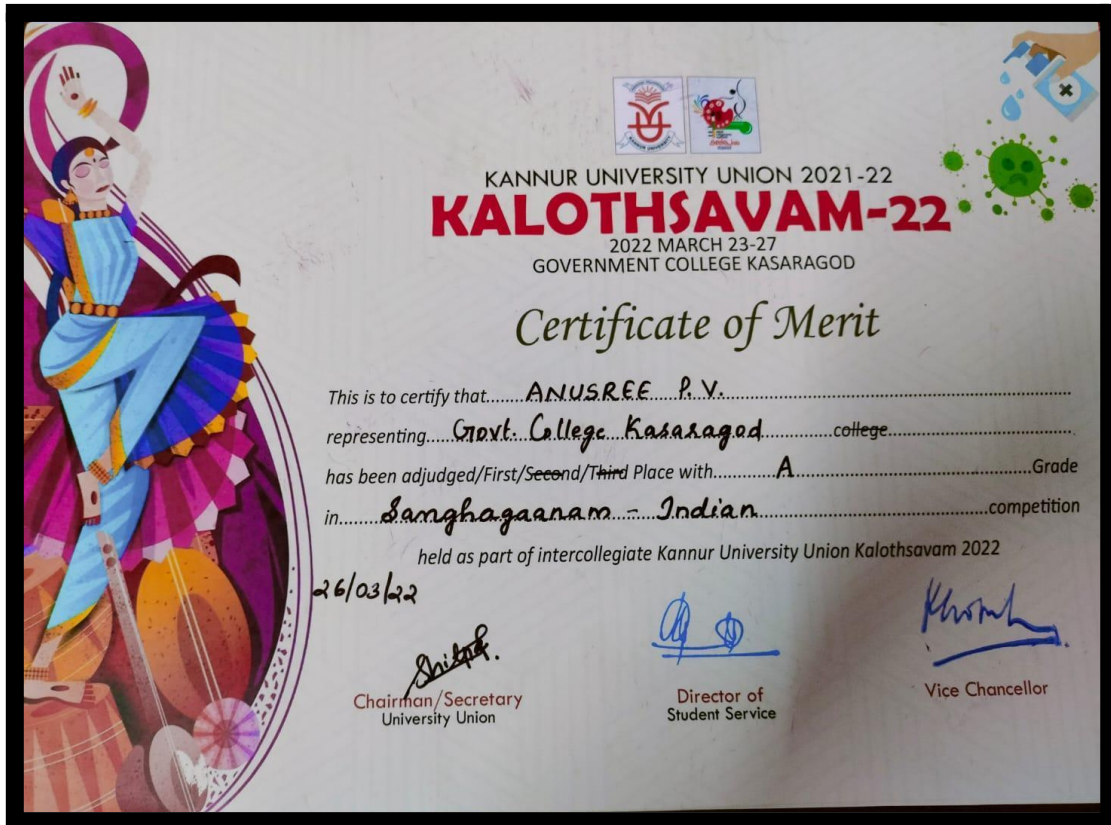 KANNUR UNIVERSITY
KANNUR UNIVERSITY UNION 2021-22
KALOTHSAVAM-22
2022 MARCH 23-27
GOVERNMENT COLLEGE KASARAGOD
Certificate of Merit
This is to certify that......ANUSREE P.V.
representing....Govt. College Kasaragod..............college
has been adjudged/First/Second/Third Place with............A............Grade
in.......Sanghagaanam - Indian............competition
held as part of intercollegiate Kannur University Union Kalothsavam 2022
26/03/22
Chairman/Secretary
University Union
Director of
Student Service
Vice Chancellor